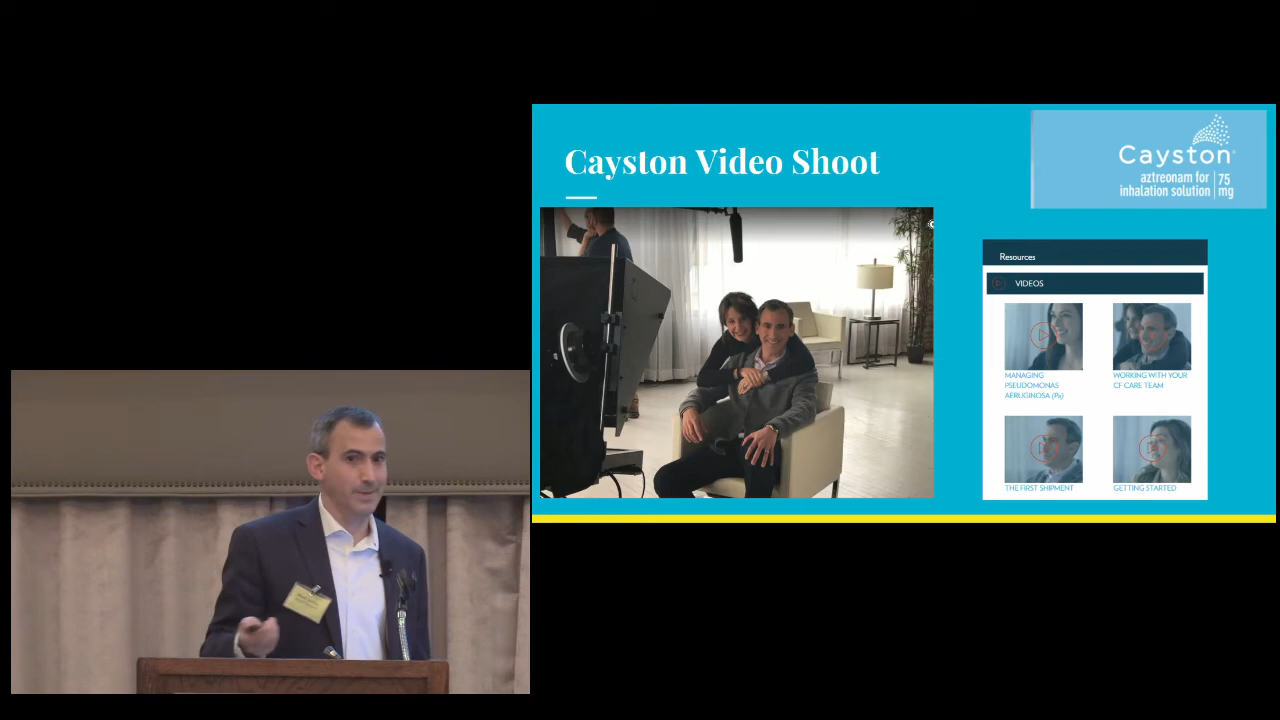 Cayston Video Shoot
Cayston®
aztreonam for
inhalation solution
75
mg
Resources
VIDEOS
MANAGING
PSEUDOMONAS
AERUGINOSA (Pa)
WORKING WITH YOUR
CF CARE TEAM
THE FIRST SHIPMENT
GETTING STARTED